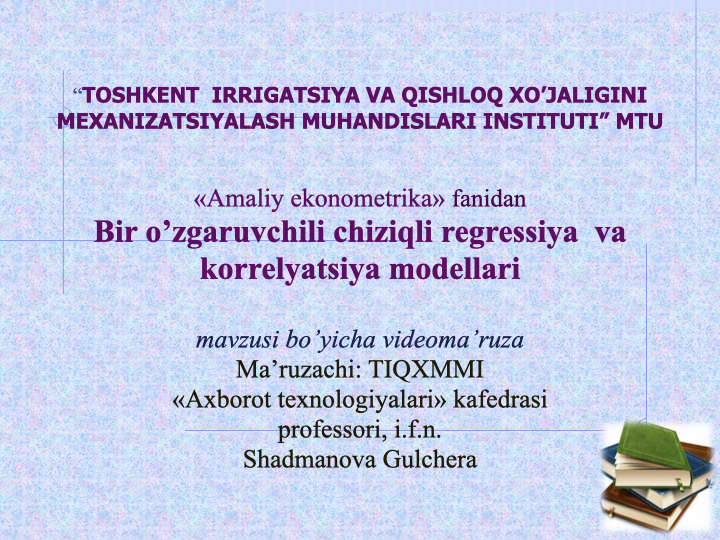 “TOSHKENT  IRRIGATSIYA VA QISHLOQ XO’JALIGINI
MEXANIZATSIYALASH MUHANDISLARI INSTITUTI” MTU
«Amaliy ekonometrika» fanidan
Bir o’zgaruvchili chiziqli regressiya  va
korrelyatsiya modellari
mavzusi bo’yicha videoma’ruza
Ma’ruzachi: TIQXMMI
«Axborot texnologiyalari» kafedrasi
professori, i.f.n.
Shadmanova Gulchera